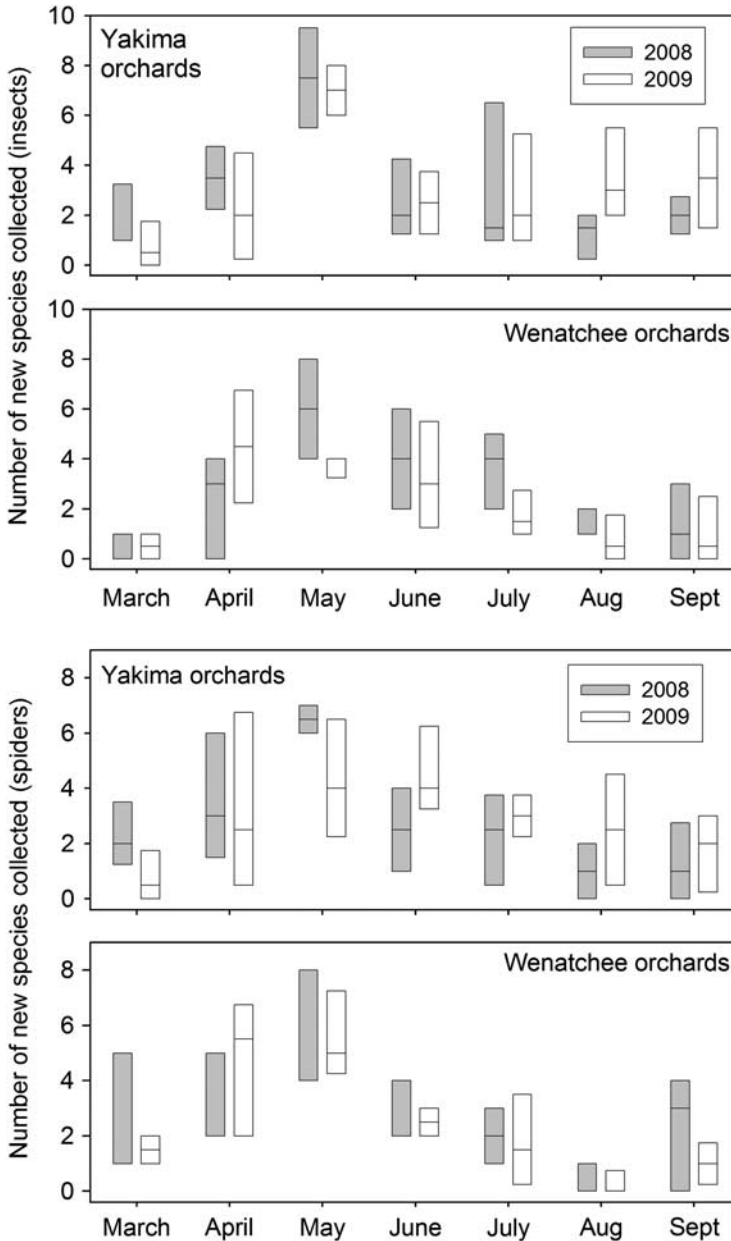 Number of new species collected (insects)
10
8
6
4
2
0
Yakima
orchards
2008
2009
10
8
6
4
2
0
Wenatchee orchards
March April May June July Aug Sept
Number of new species collected (spiders)
8
6
4
2
0
Yakima orchards
2008
2009
8
6
4
2
0
Wenatchee orchards
March April May June July Aug Sept